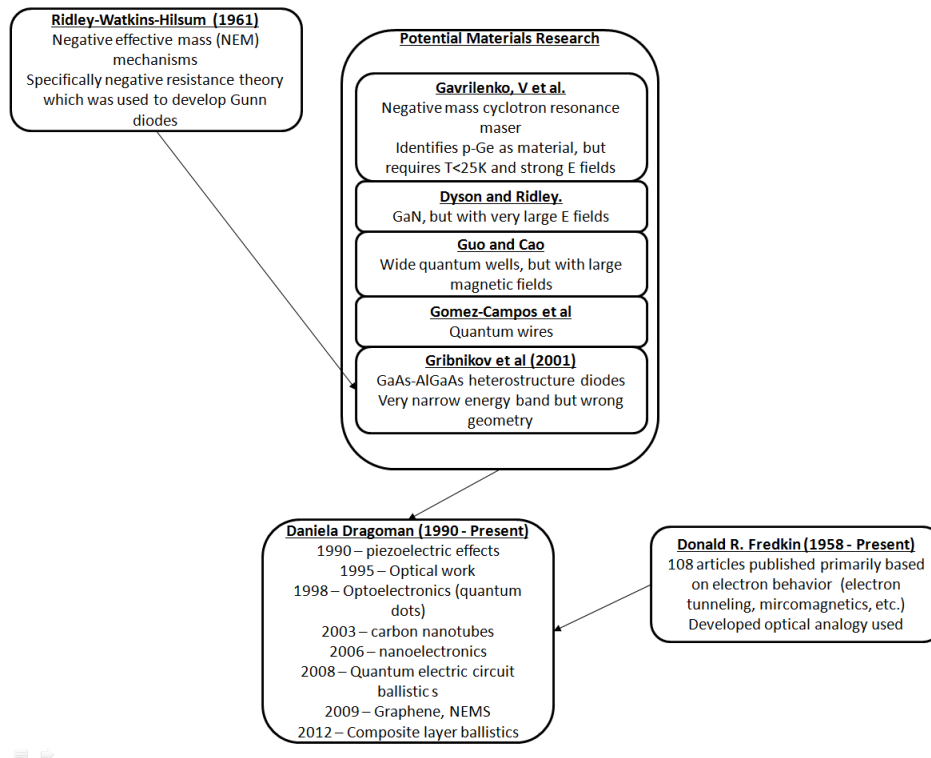 Ridley-Watkins-Hilsum (1961)
Negative effective mass (NEM)
mechanisms
Specifically negative resistance theory
which was used to develop Gunn
diodes
Potential Materials Research
Gavrilenko, V et al.
Negative mass cyclotron resonance
maser
Identifies p-Ge as material, but
requires T<25K and strong E fields
Dyson and Ridley.
GaN, but with very large E fields
Guo and Cao
Wide quantum wells, but with large
magnetic fields
Gomez-Campos et al
Quantum wires
Gribnikov et al (2001)
GaAs-AlGaAs heterostructure diodes
Very narrow energy band but wrong
geometry
Daniela Dragoman (1990 - Present)
1990 – piezoelectric effects
1995 – Optical work
1998 – Optoelectronics (quantum
dots)
2003 – carbon nanotubes
2006 – nanoelectronics
2008 – Quantum electric circuit
ballistics
2009 – Graphene, NEMS
2012 – Composite layer ballistics
Donald R. Fredkin (1958 - Present)
108 articles published primarily based
on electron behavior (electron
tunneling, mircomagnetics, etc.)
Developed optical analogy used